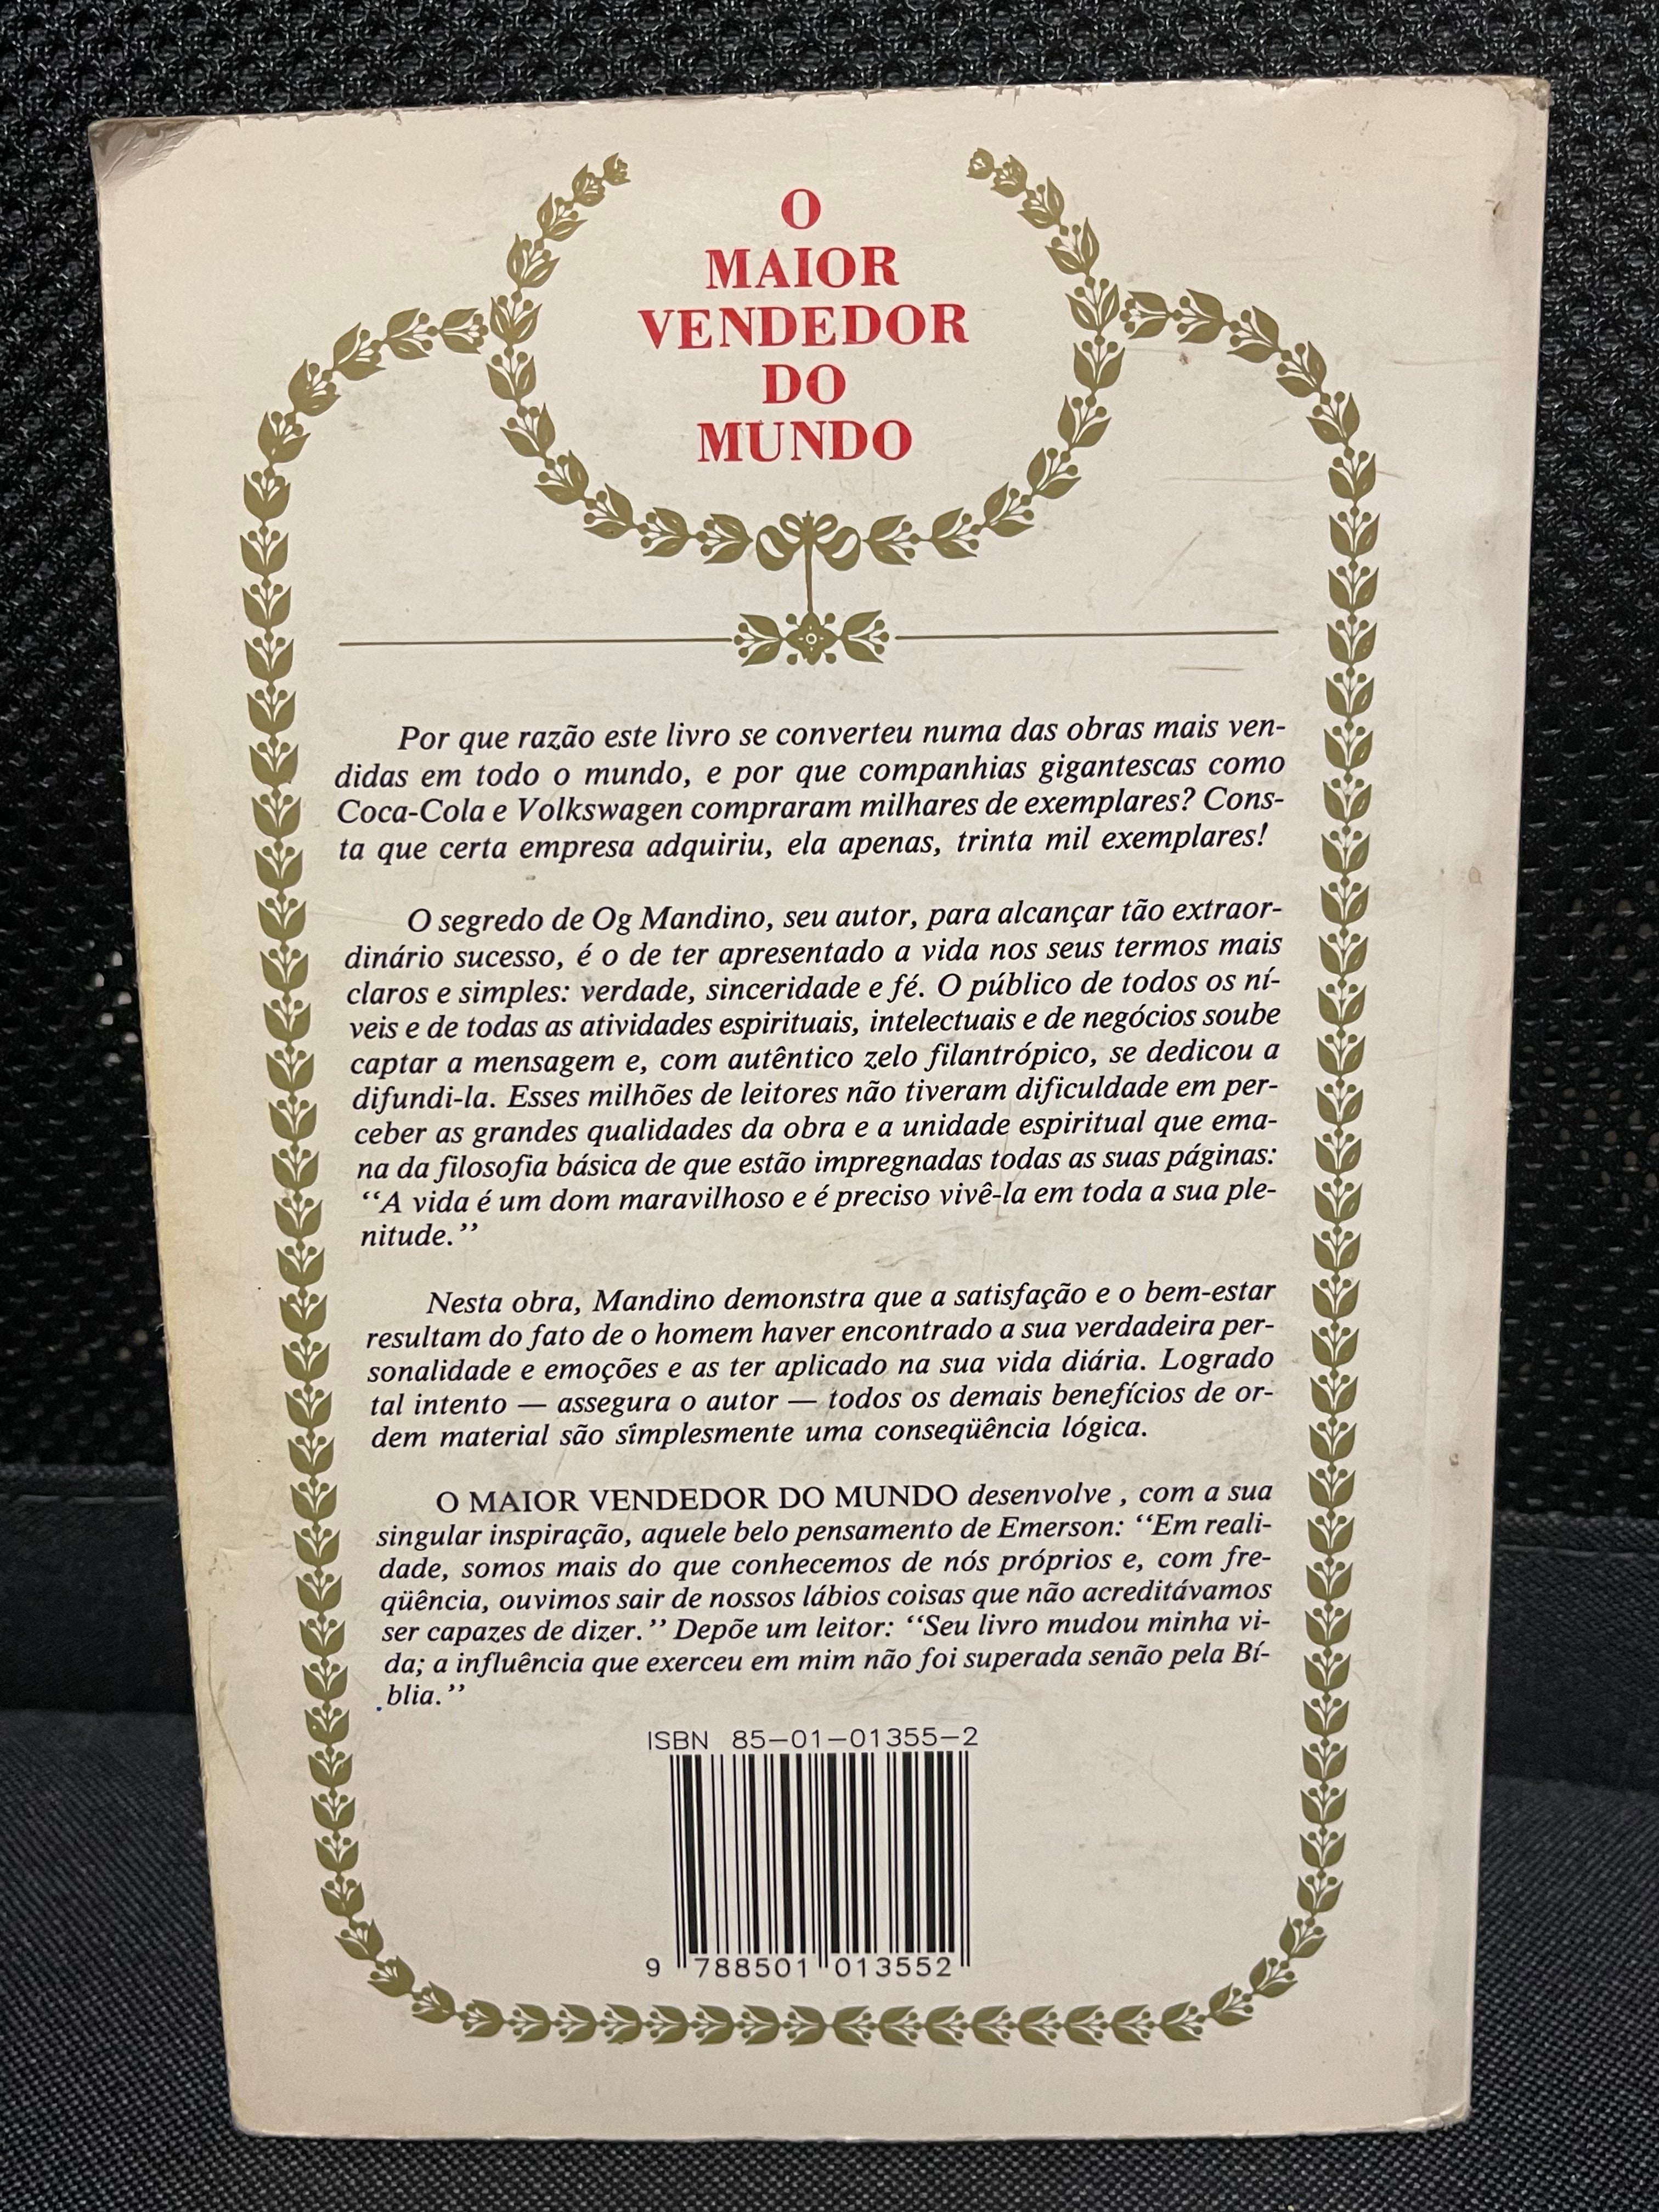 O
MAIOR
VENDEDOR
DO
MUNDO
Por que razão este livro se converteu numa das obras mais ven-
didas em todo o mundo, e por que companhias gigantescas como
Coca-Cola e Volkswagen compraram milhares de exemplares? Cons-
ta que certa empresa adquiriu, ela apenas, trinta mil exemplares!
O segredo de Og Mandino, seu autor, para alcançar tão extraor-
dinário sucesso, é o de ter apresentado a vida nos seus termos mais
claros e simples: verdade, sinceridade e fé. O público de todos os ní-
veis e de todas as atividades espirituais, intelectuais e de negócios soube
captar a mensagem e, com autêntico zelo filantrópico, se dedicou a
difundi-la. Esses milhões de leitores não tiveram dificuldade em per-
ceber as grandes qualidades da obra e a unidade espiritual que ema-
na da filosofia básica de que estão impregnadas todas as suas páginas:
‘‘A vida é um dom maravilhoso e é preciso vivê-la em toda a sua ple-
nitude.’’
Nesta obra, Mandino demonstra que a satisfação e o bem-estar
resultam do fato de o homem haver encontrado a sua verdadeira per-
sonalidade e emoções e as ter aplicado na sua vida diária. Logrado
tal intento — assegura o autor — todos os demais benefícios de or-
dem material são simplesmente uma conseqüência lógica.
O MAIOR VENDEDOR DO MUNDO desenvolve , com a sua
singular inspiração, aquele belo pensamento de Emerson: ‘‘Em reali-
dade, somos mais do que conhecemos de nós próprios e, com fre-
qüência, ouvimos sair de nossos lábios coisas que não acreditávamos
ser capazes de dizer.’’ Depõe um leitor: ‘‘Seu livro mudou minha vi-
da; a influência que exerceu em mim não foi superada senão pela Bí-
blia.’’
ISBN 85-01-01355-2
9 788501 013552